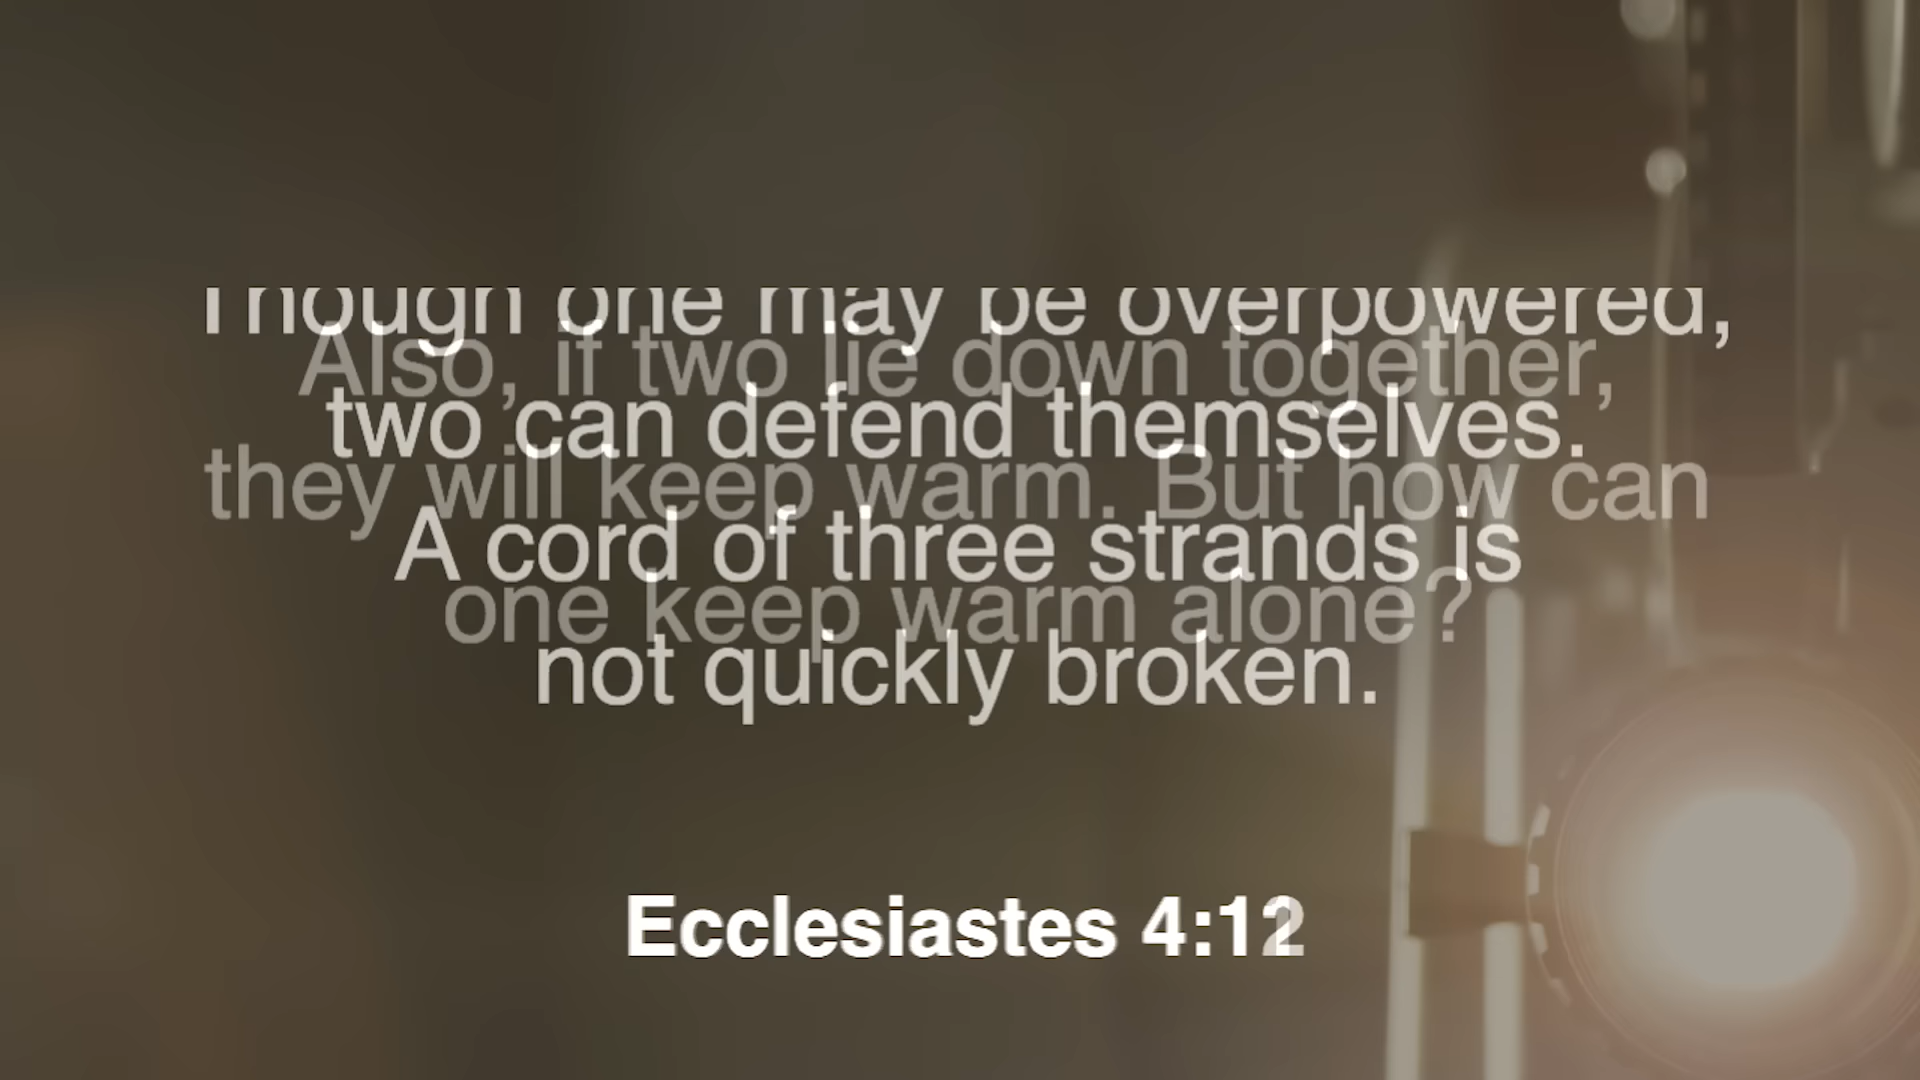 Though one may be overpowered,
Also, if two lie down together,
two can defend themselves.
they will keep warm. But how can
A cord of three strands is
one keep warm alone?
not quickly broken.
Ecclesiastes 4:12